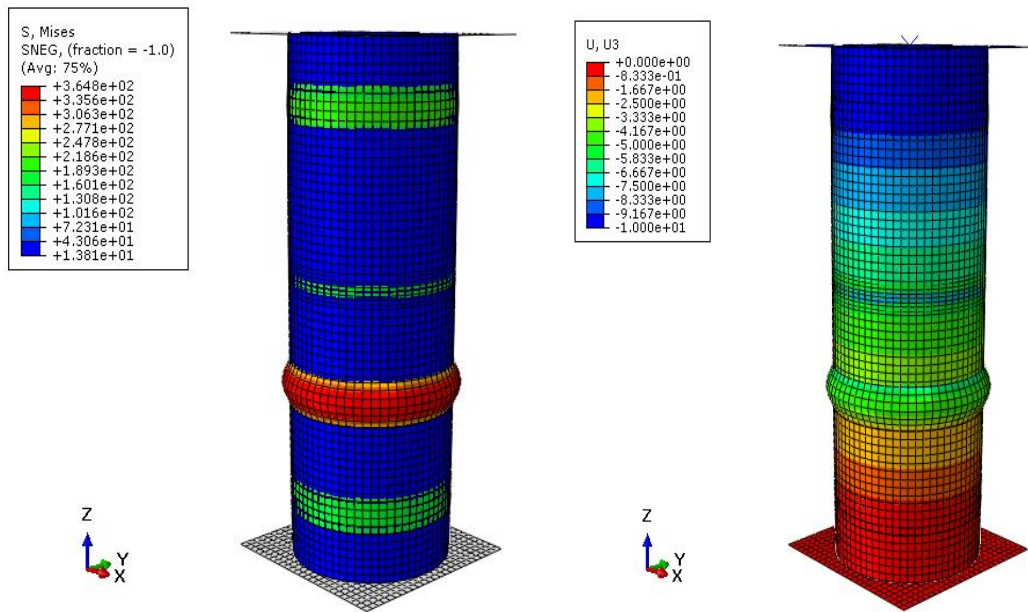 S, Mises
SNEG, (fraction = -1.0)
(Avg: 75%)
+3.648e+02
+3.356e+02
+3.063e+02
+2.771e+02
+2.478e+02
+2.186e+02
+1.893e+02
+1.601e+02
+1.308e+02
+1.016e+02
+7.231e+01
+4.306e+01
+1.381e+01
Z
Y
X
U, U3
+0.000e+00
-8.333e-01
-1.667e+00
-2.500e+00
-3.333e+00
-4.167e+00
-5.000e+00
-5.833e+00
-6.667e+00
-7.500e+00
-8.333e+00
-9.167e+00
-1.000e+01
Z
Y
X